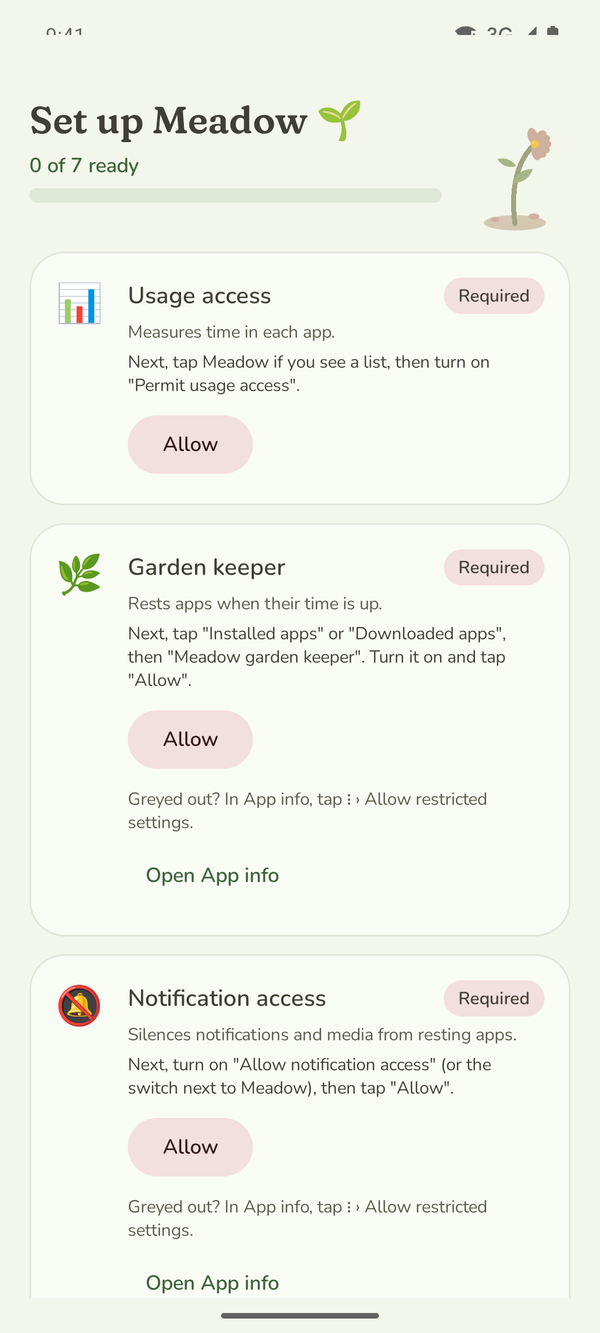 9:41
3G
Set up Meadow 🌱
0 of 7 ready
Usage access
Required
Measures time in each app.
Next, tap Meadow if you see a list, then turn on
"Permit usage access".
Allow
Garden keeper
Required
Rests apps when their time is up.
Next, tap "Installed apps" or "Downloaded apps",
then "Meadow garden keeper". Turn it on and tap
"Allow".
Allow
Greyed out? In App info, tap ⋮ › Allow restricted
settings.
Open App info
Notification access
Required
Silences notifications and media from resting apps.
Next, turn on "Allow notification access" (or the
switch next to Meadow), then tap "Allow".
Allow
Greyed out? In App info, tap ⋮ › Allow restricted
settings.
Open App info